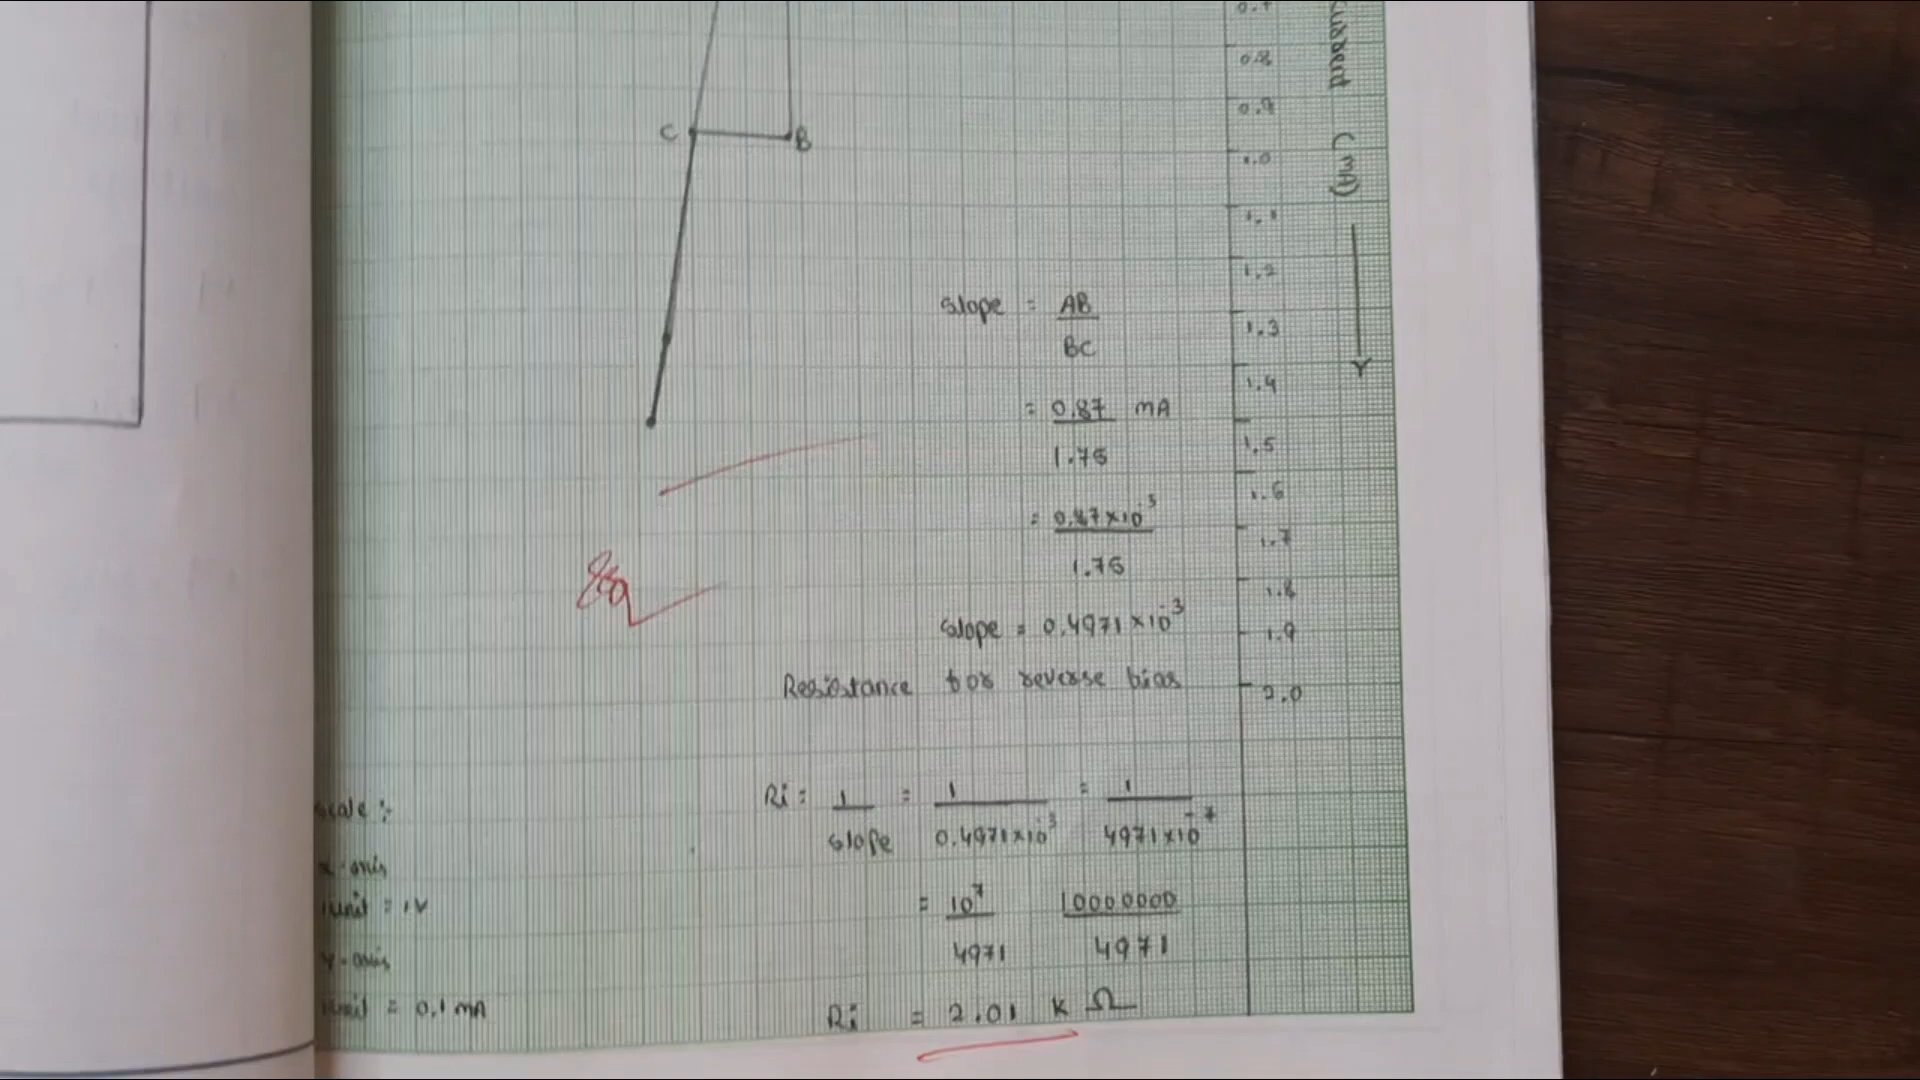 0.7
0.8
0.9
C
B
1.0
(mA)
1.1
1.2
Slope = AB
BC
1.3
1.4
= 0.87 mA
1.75
1.5
1.6
= 0.87×10⁻³
1.75
1.7
1.8
Slope = 0.4971×10⁻³
1.9
Resistance for reverse bias
2.0
Ri = 1 = 1 = 1
slope 0.4971×10⁻³ 4971×10⁻⁷
= 10⁷ 10000000
4971 4971
Ri = 2.01 K Ω
Scale :-
x-axis
1unit = 1V
Y-axis
1unit = 0.1 mA